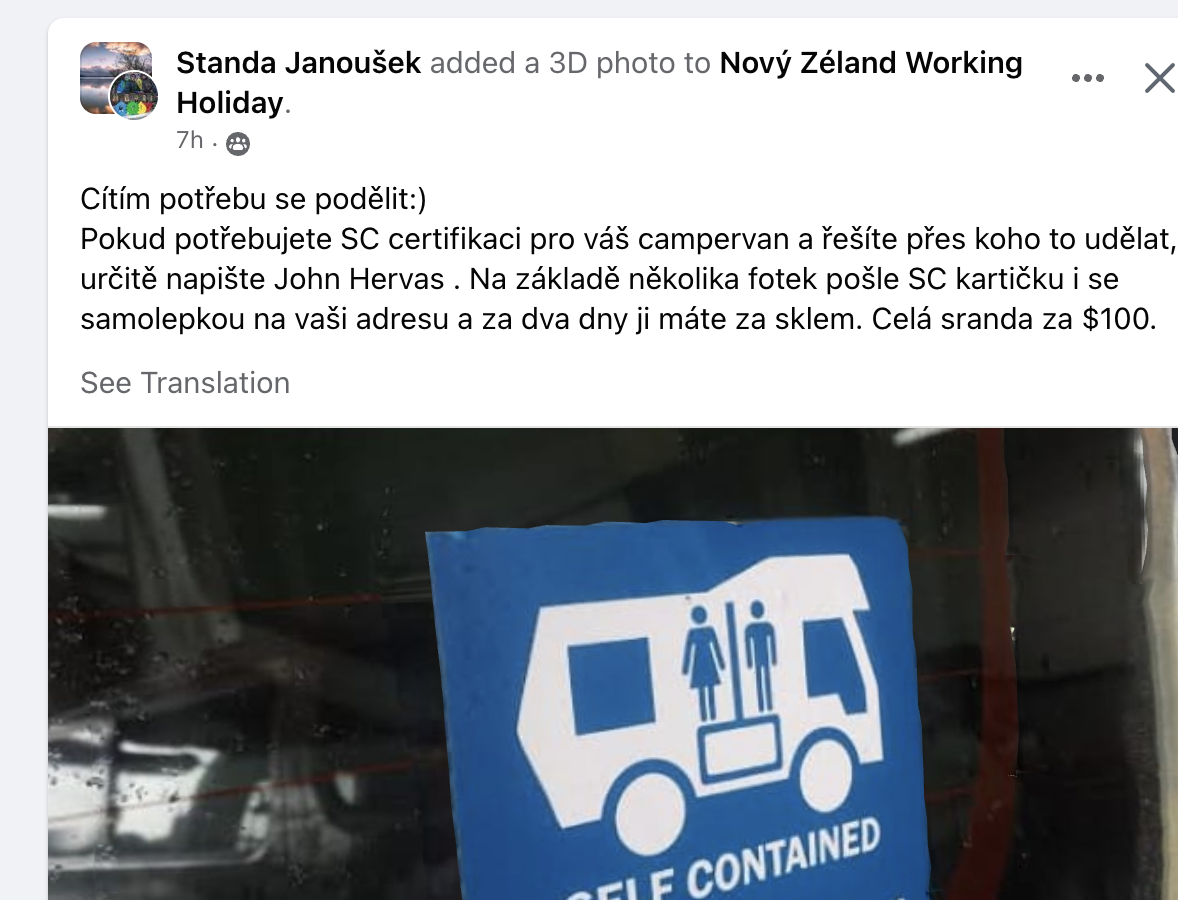 Standa Janoušek added a 3D photo to Nový Zéland Working
Holiday.
7h ·
Cítím potřebu se podělit:)
Pokud potřebujete SC certifikaci pro váš campervan a řešíte přes koho to udělat,
určitě napište John Hervas . Na základě několika fotek pošle SC kartičku i se
samolepkou na vaši adresu a za dva dny ji máte za sklem. Celá sranda za $100.
See Translation
SELF CONTAINED